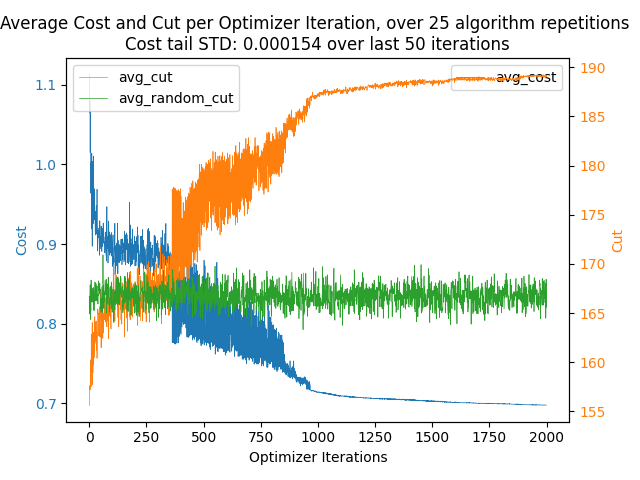 Average Cost and Cut per Optimizer Iteration, over 25 algorithm repetitions
Cost tail STD: 0.000154 over last 50 iterations
avg_cut
avg_random_cut
avg_cost
1.1
1.0
0.9
0.8
0.7
Cost
190
185
180
175
170
165
160
155
Cut
0 250 500 750 1000 1250 1500 1750 2000
Optimizer Iterations